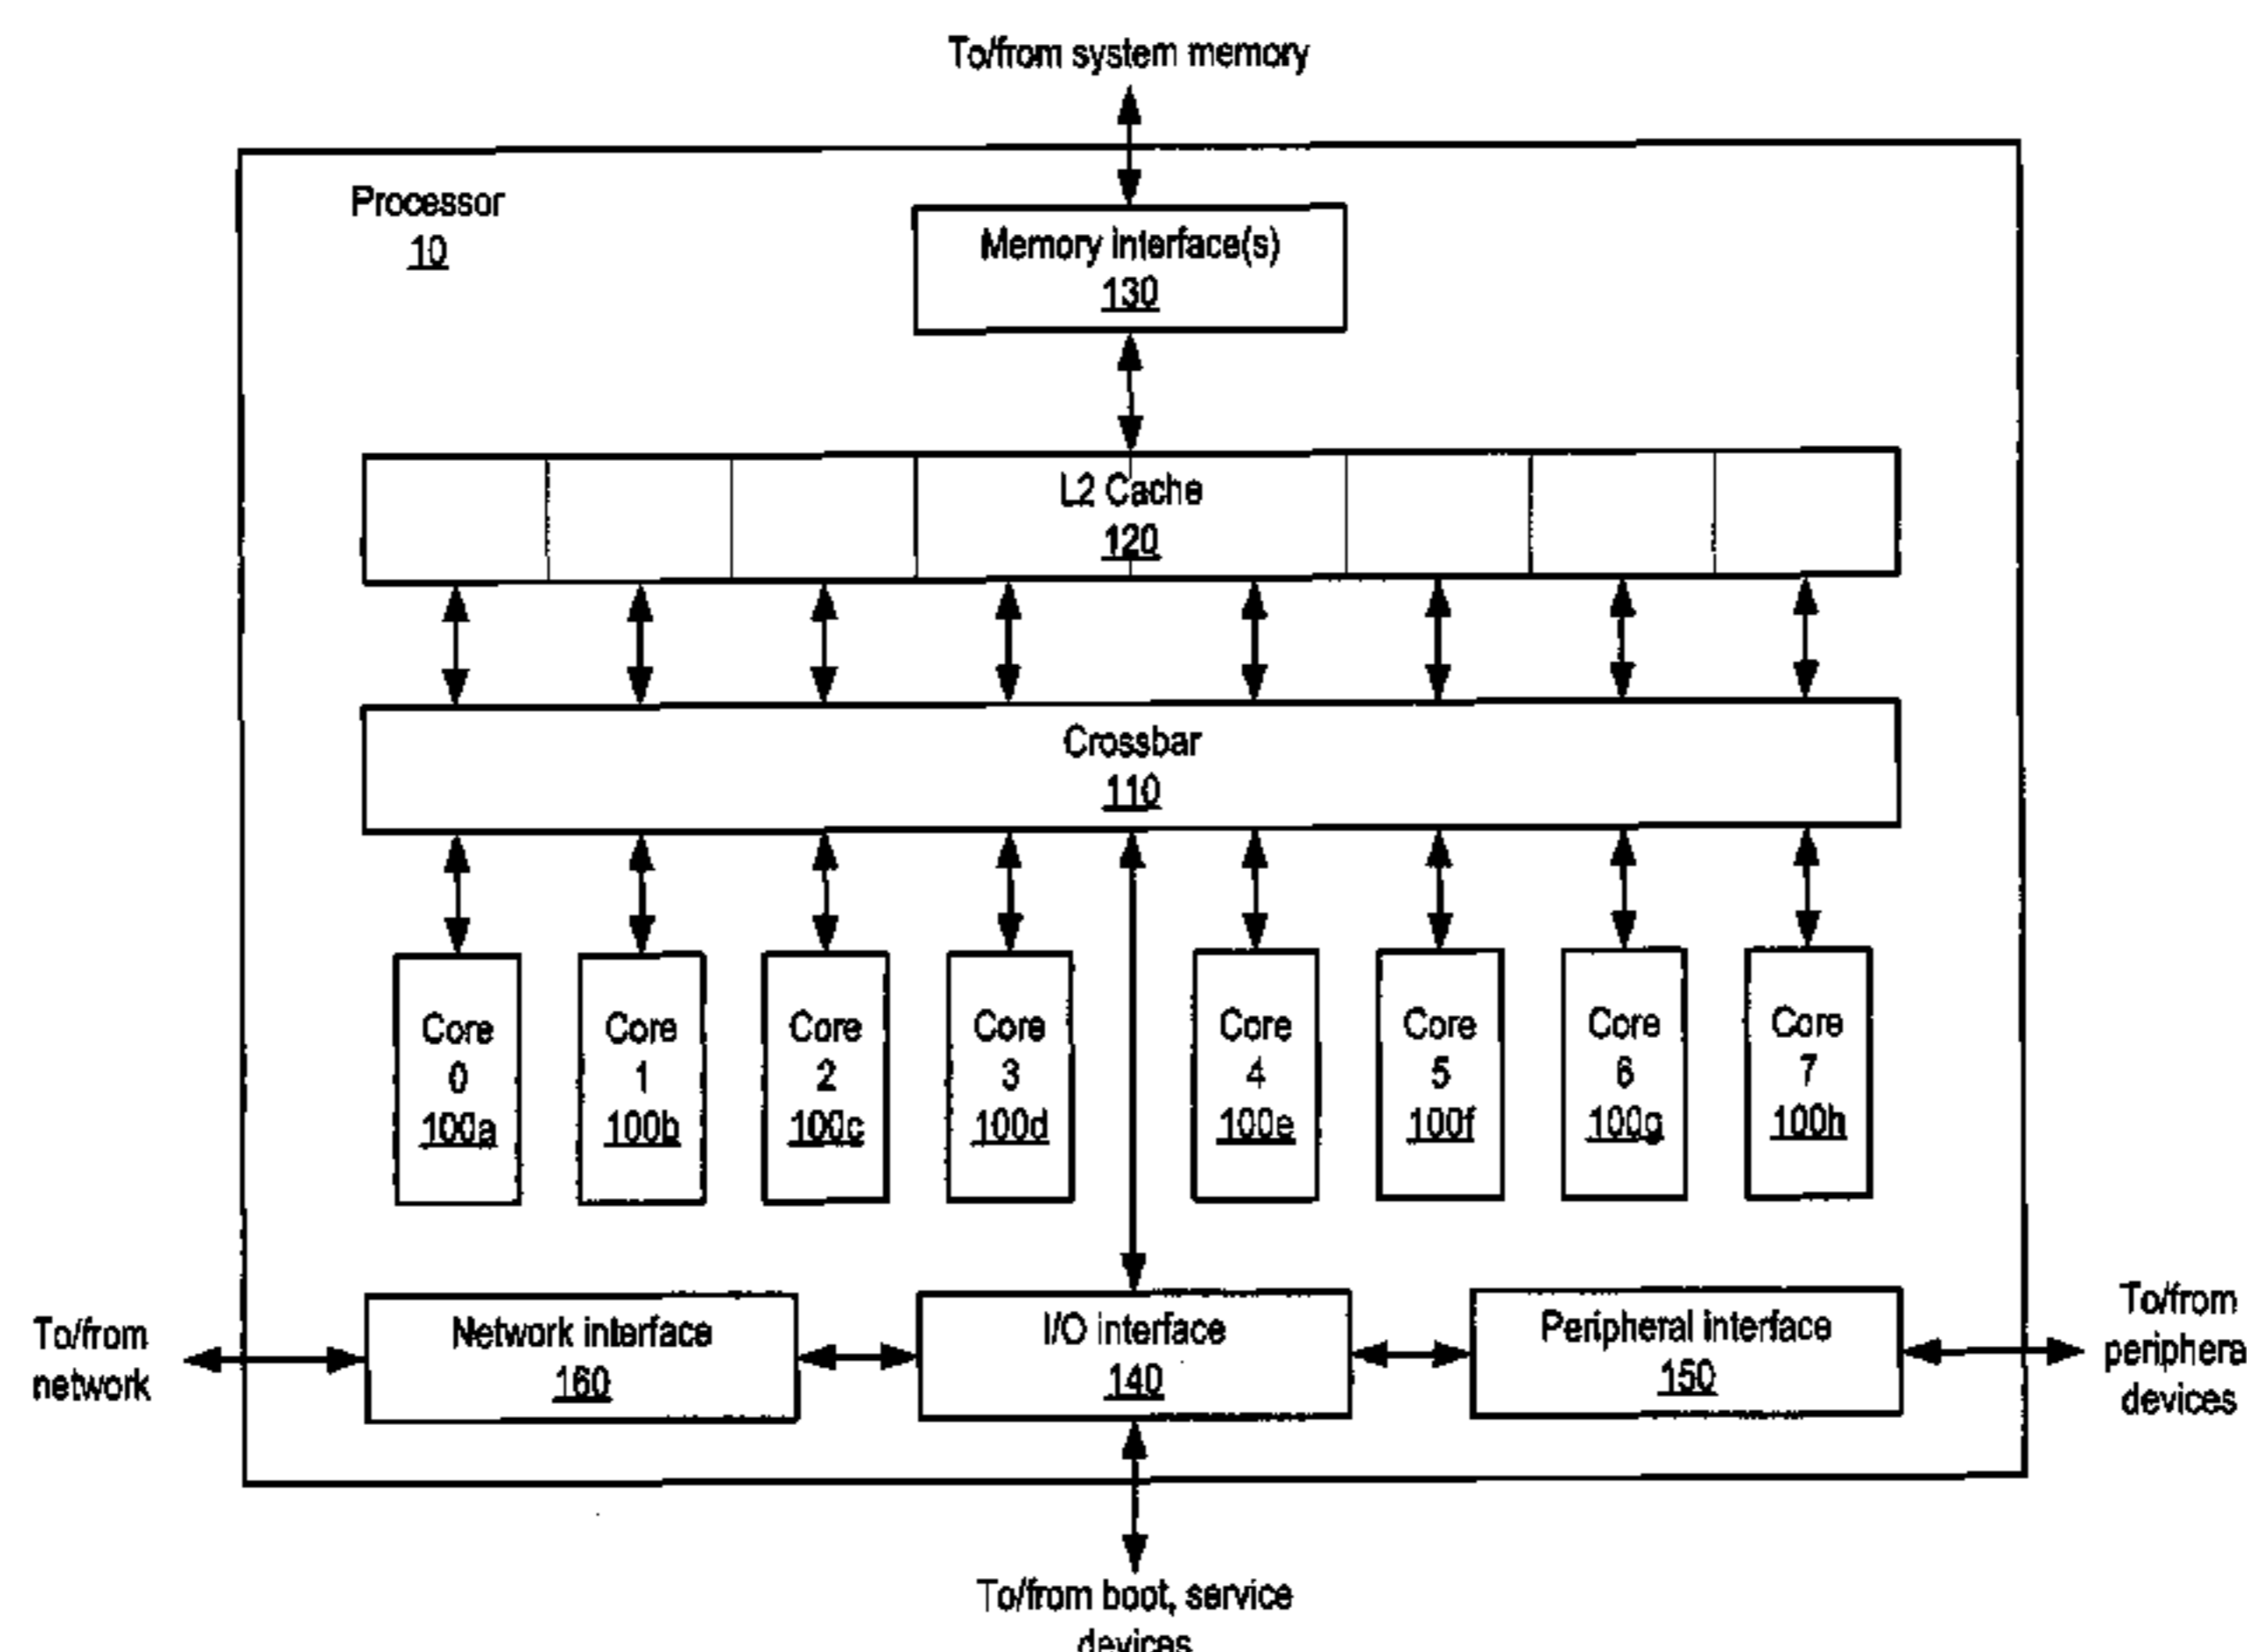 To/from system memory
Processor
10
Memory interface(s)
130
L2 Cache
120
Crossbar
110
Core
0
100a
Core
1
100b
Core
2
100c
Core
3
100d
Core
4
100e
Core
5
100f
Core
6
100g
Core
7
100h
To/from
network
Network interface
160
I/O interface
140
Peripheral interface
150
To/from
periphera
devices
To/from boot, service
devices